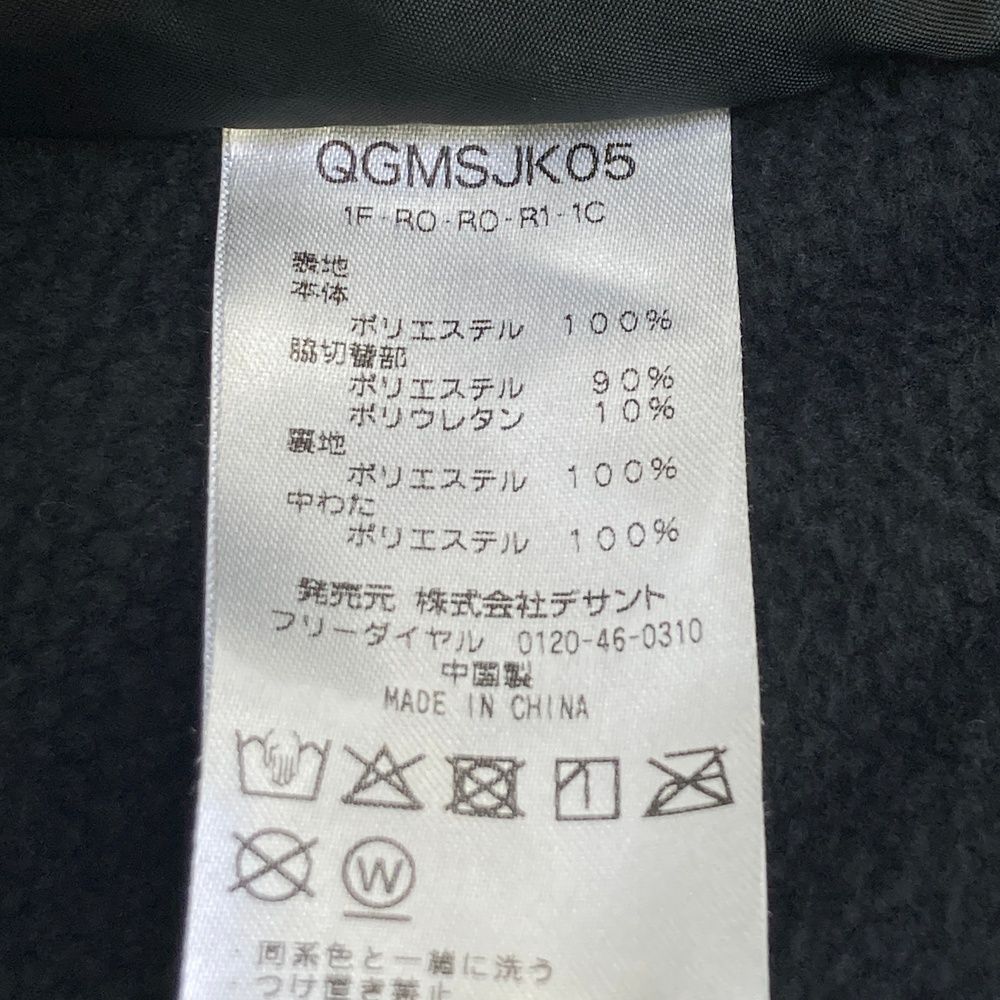 QGMSJK05
1F-R0-R0-R1-1C
表地
本体
ポリエステル 100%
脇切替部
ポリエステル 90%
ポリウレタン 10%
裏地
ポリエステル 100%
中わた
ポリエステル 100%
発売元 株式会社デサント
フリーダイヤル 0120-46-0310
中国製
MADE IN CHINA
W
・同系色と一緒に洗う
・つけ置き禁止